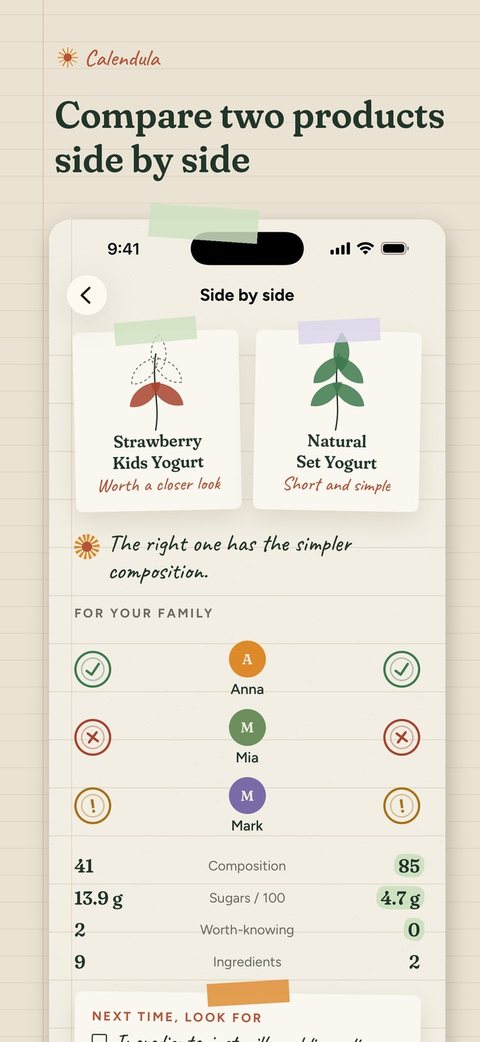 Calendula
Compare two products
side by side
9:41
Side by side
Strawberry
Kids Yogurt
Worth a closer look
Natural
Set Yogurt
Short and simple
The right one has the simpler
composition.
FOR YOUR FAMILY
A
Anna
M
Mia
M
Mark
41 Composition 85
13.9 g Sugars / 100 4.7 g
2 Worth-knowing 0
9 Ingredients 2
NEXT TIME, LOOK FOR